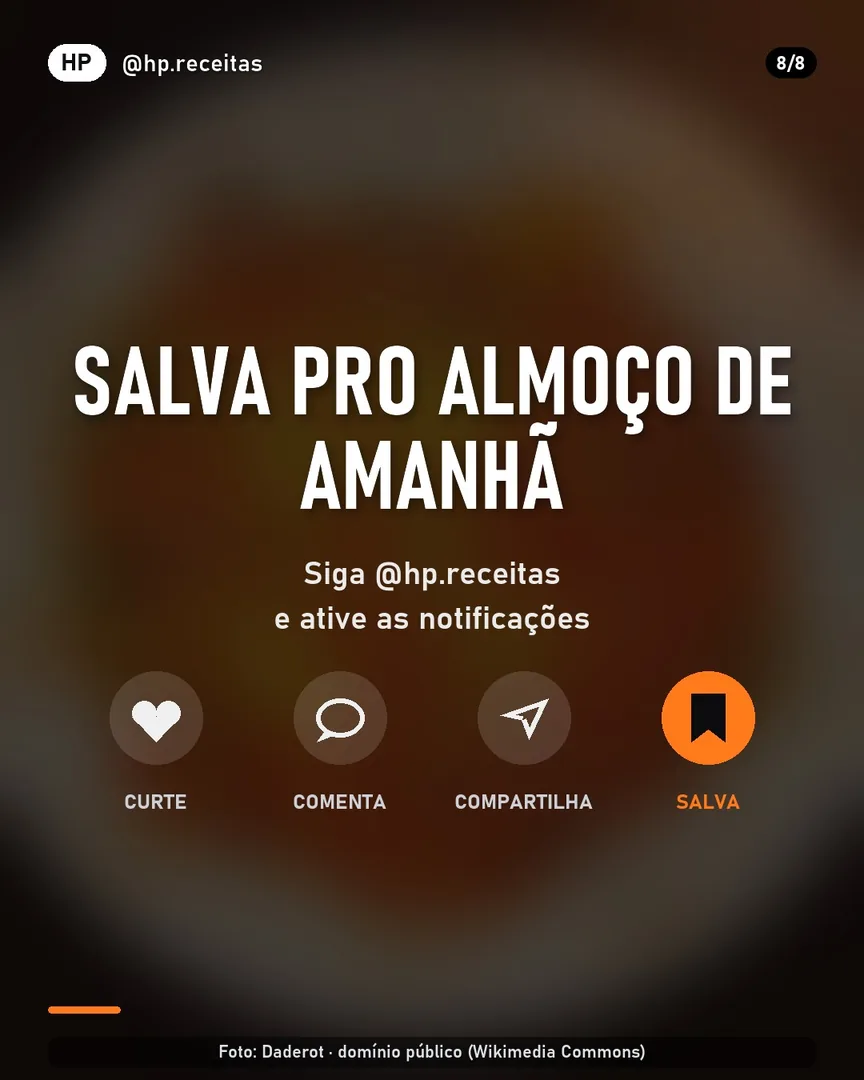 HP @hp.receitas 8/8
SALVA PRO ALMOÇO DE
AMANHÃ
Siga @hp.receitas
e ative as notificações
CURTE COMENTA COMPARTILHA SALVA
Foto: Daderot · domínio público (Wikimedia Commons)